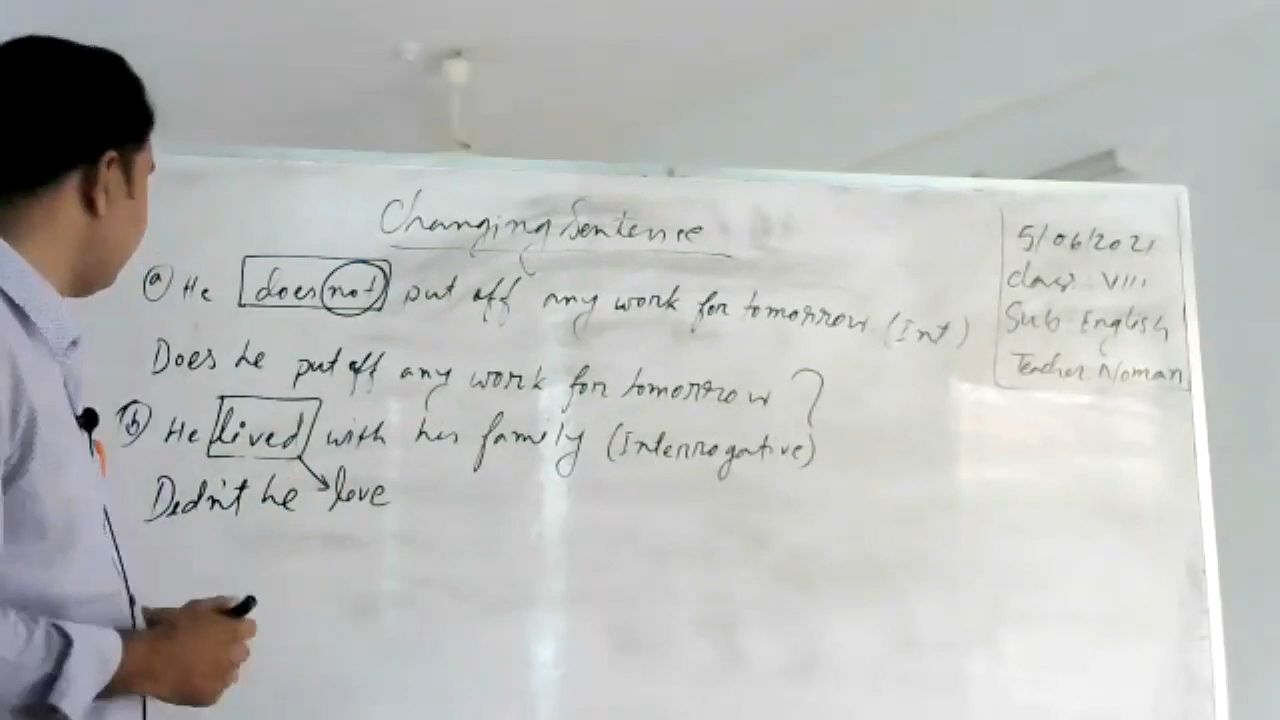 Changing Sentence
5/06/2021
Class VIII
Sub English
Teacher Noman
(a) He does not put off any work for tomorrow (Int)
Does he put off any work for tomorrow ?
(b) He lived with his family (Interrogative)
Dedn't he love